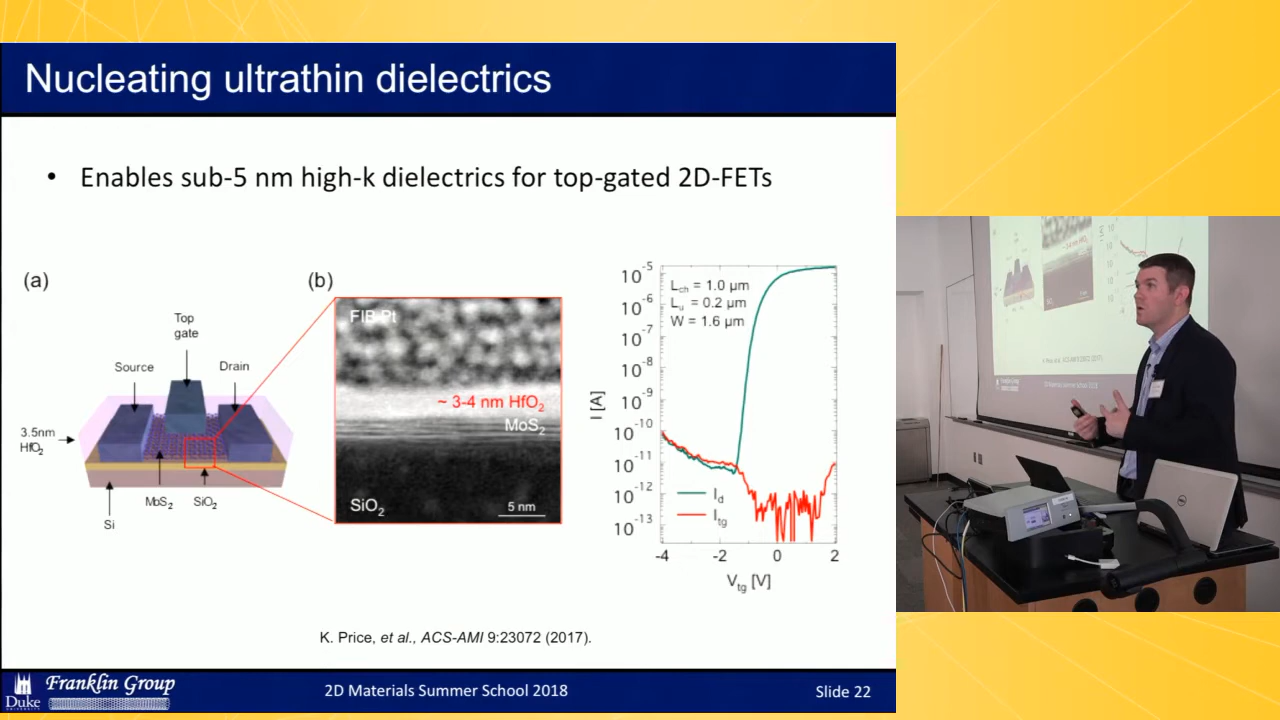 Nucleating ultrathin dielectrics
• Enables sub-5 nm high-k dielectrics for top-gated 2D-FETs
(a)
Top
gate
Source
Drain
3.5nm
HfO2
MoS2
SiO2
Si
(b)
FIB Pt
~ 3-4 nm HfO2
MoS2
SiO2
5 nm
I [A]
10-5
10-6
10-7
10-8
10-9
10-10
10-11
10-12
10-13
Lch = 1.0 µm
Lu = 0.2 µm
W = 1.6 µm
Id
Itg
-4
-2
0
2
Vtg [V]
K. Price, et al., ACS-AMI 9:23072 (2017).
Duke
UNIVERSITY
Franklin Group
2D Materials Summer School 2018
Slide 22
DELL